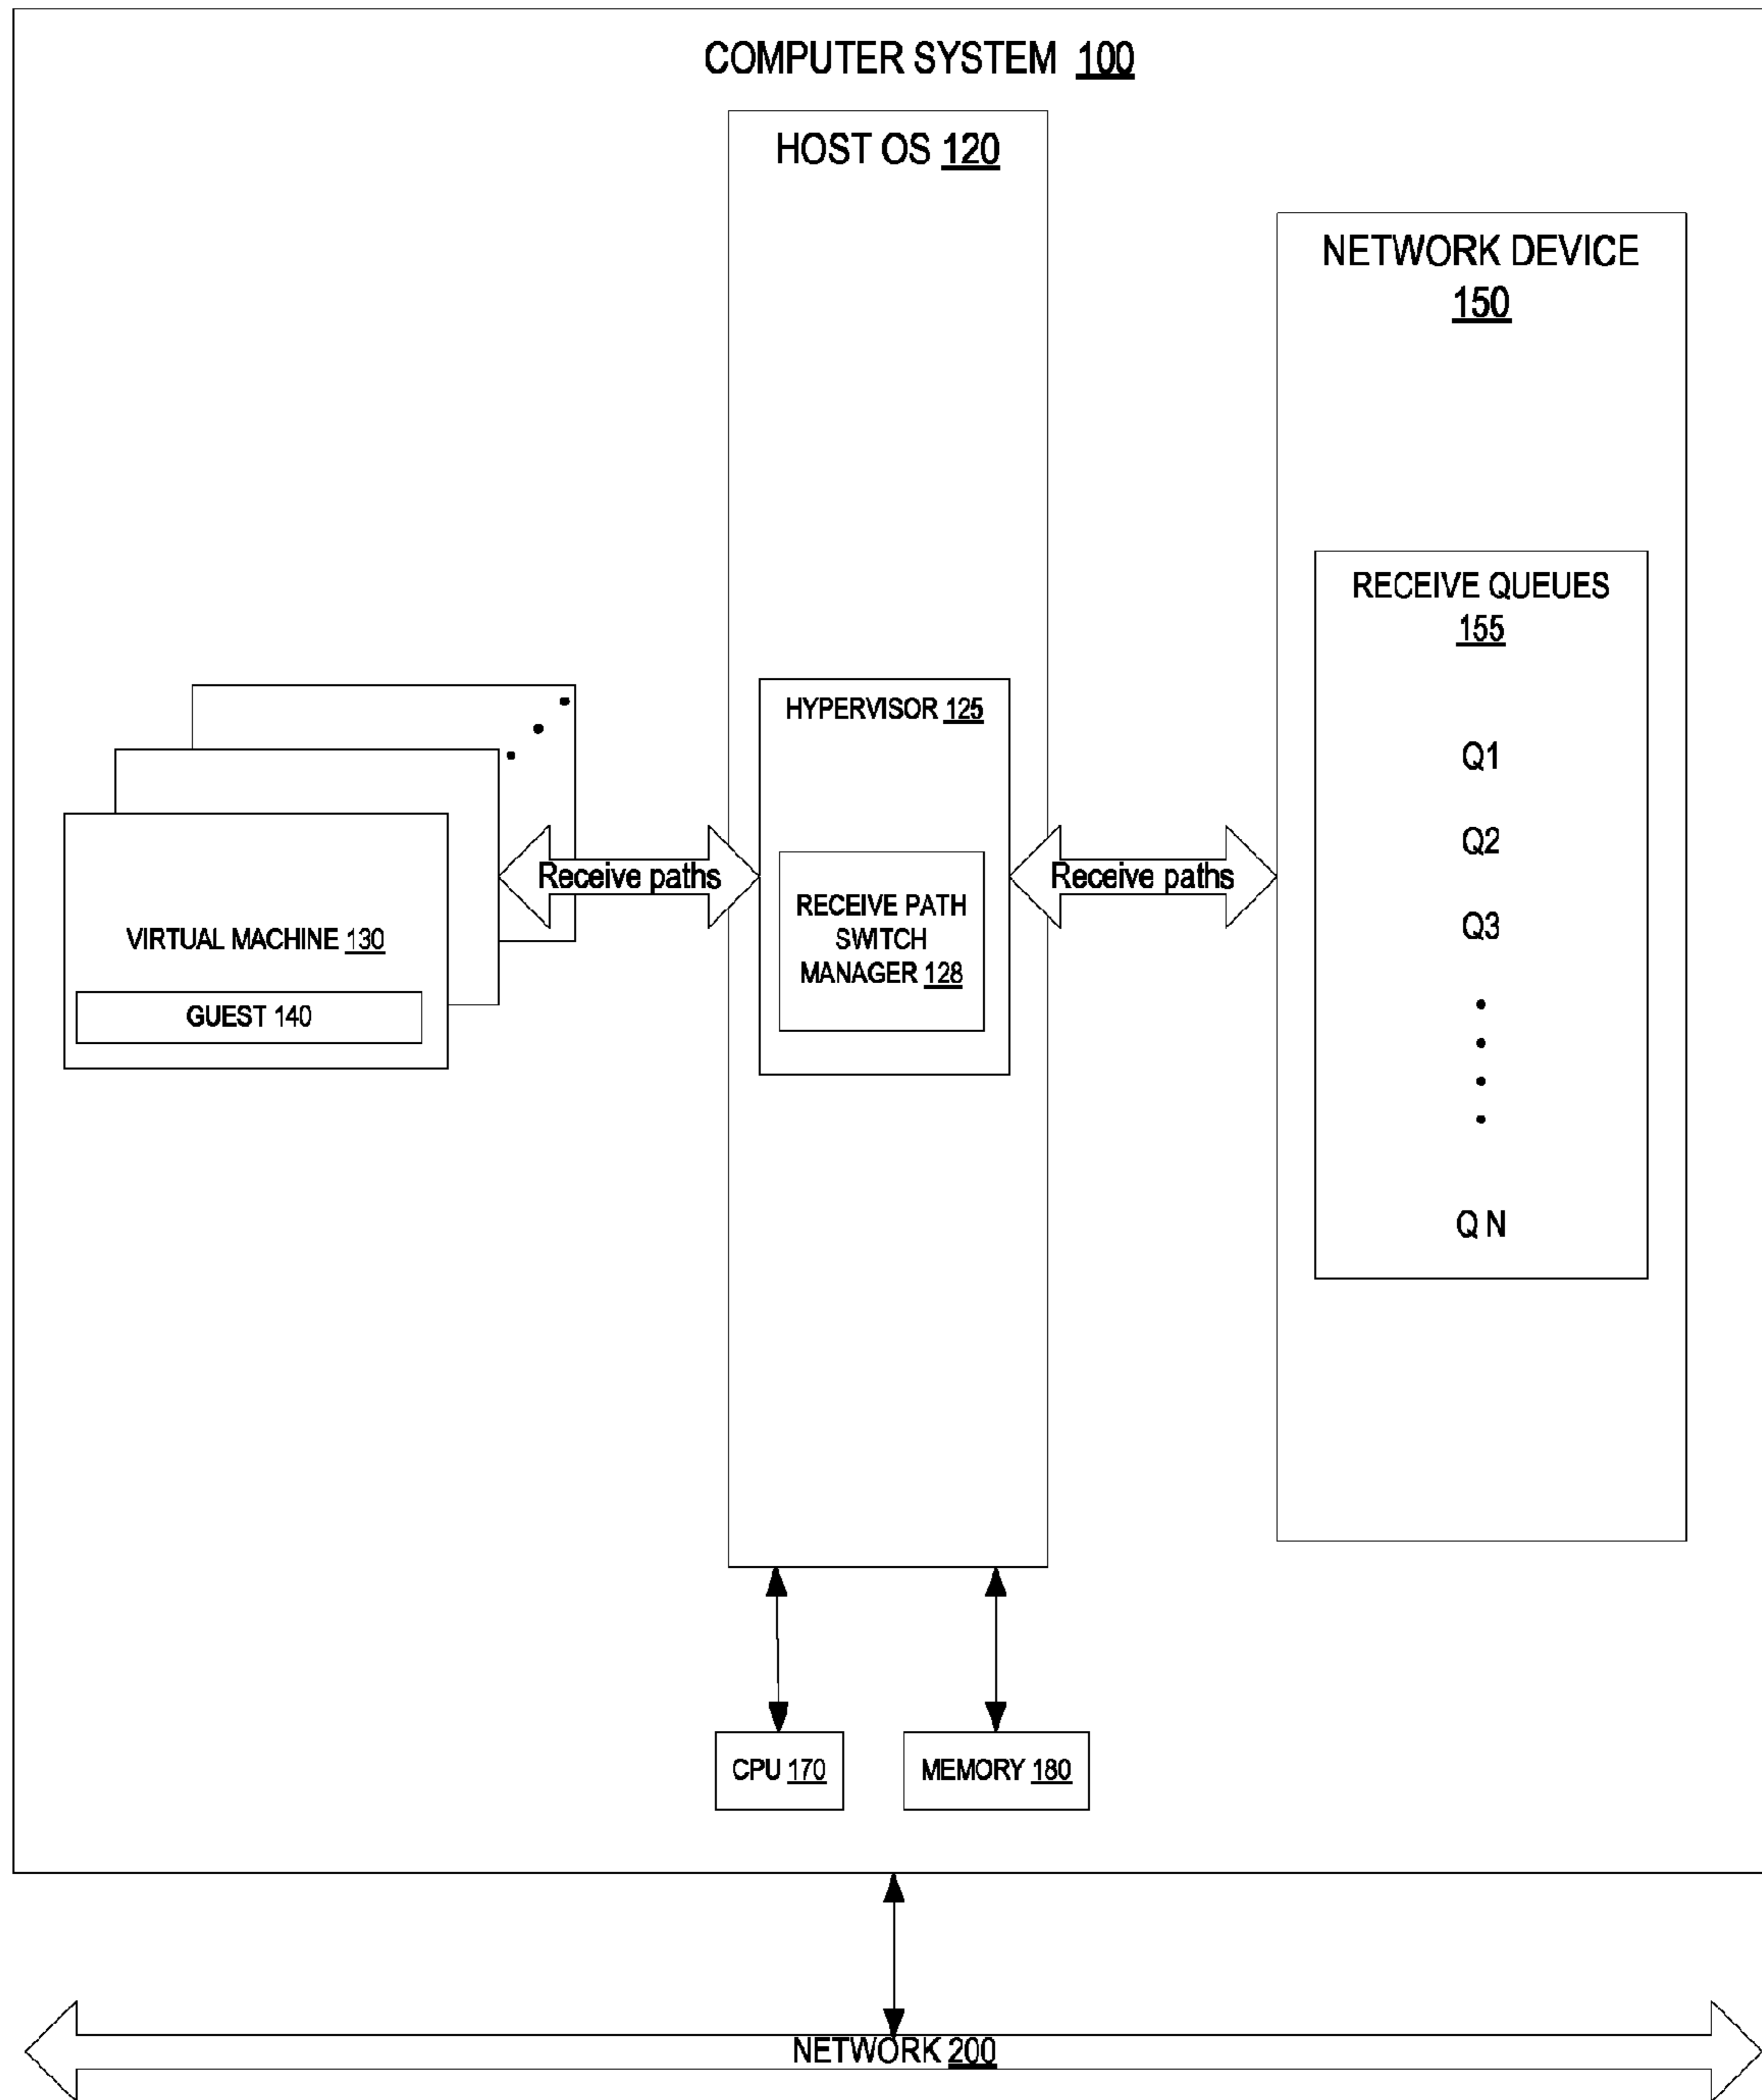 COMPUTER SYSTEM 100
HOST OS 120
NETWORK DEVICE
150
RECEIVE QUEUES
155
Q1
Q2
Q3
Q N
HYPERVISOR 125
RECEIVE PATH
SWITCH
MANAGER 128
Receive paths
Receive paths
VIRTUAL MACHINE 130
GUEST 140
CPU 170
MEMORY 180
NETWORK 200